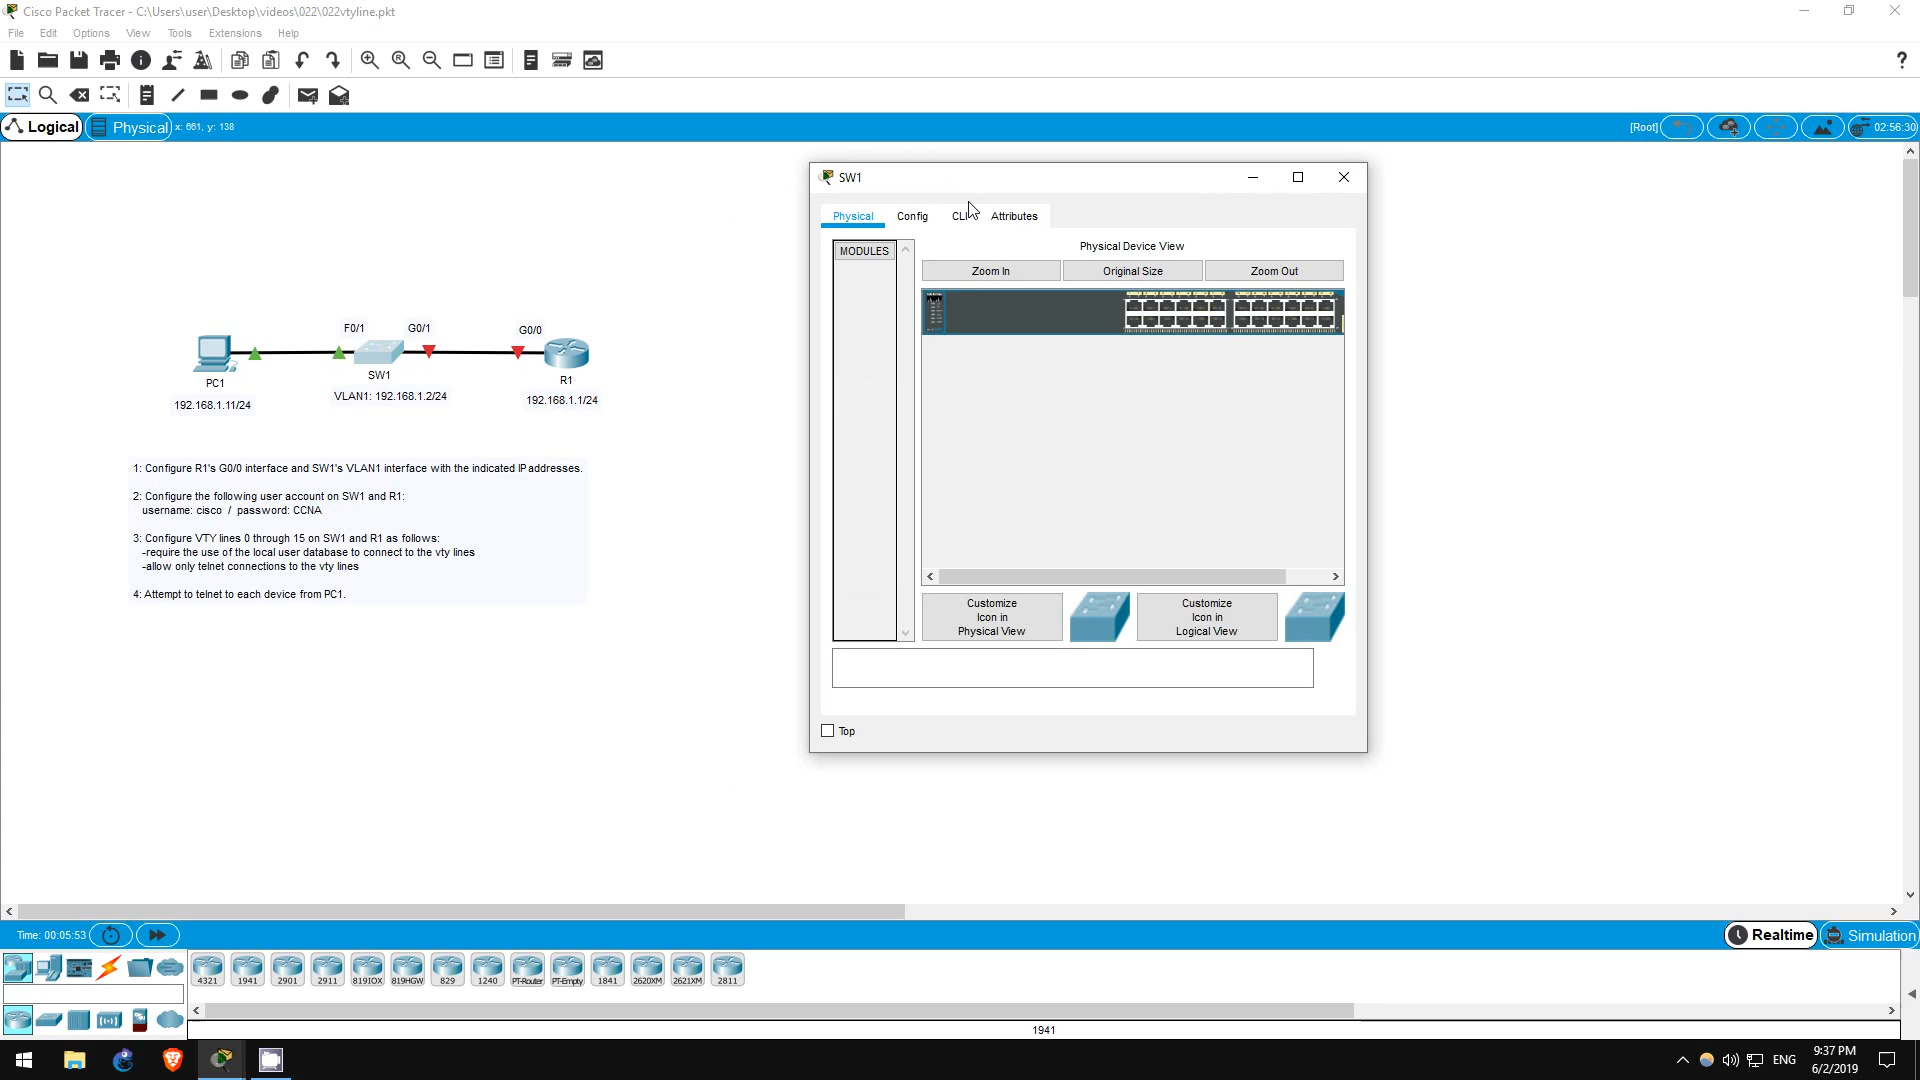 Cisco Packet Tracer - C:\Users\user\Desktop\videos\022\022vtyline.pkt
File Edit Options View Tools Extensions Help
Logical Physical x: 661, y: 138 [Root] 02:56:30
SW1
Physical Config CLI Attributes
MODULES
Physical Device View
Zoom In Original Size Zoom Out
Customize
Icon in
Physical View
Customize
Icon in
Logical View
Top
F0/1 G0/1 G0/0
PC1 SW1 R1
192.168.1.11/24 VLAN1: 192.168.1.2/24 192.168.1.1/24
1: Configure R1's G0/0 interface and SW1's VLAN1 interface with the indicated IP addresses.
2: Configure the following user account on SW1 and R1:
username: cisco / password: CCNA
3: Configure VTY lines 0 through 15 on SW1 and R1 as follows:
-require the use of the local user database to connect to the vty lines
-allow only telnet connections to the vty lines
4: Attempt to telnet to each device from PC1.
Time: 00:05:53 Realtime Simulation
4321 1941 2901 2911 819IOX 819HGW 829 1240 PT-Router PT-Empty 1841 2620XM 2621XM 2811
1941
ENG 9:37 PM
6/2/2019